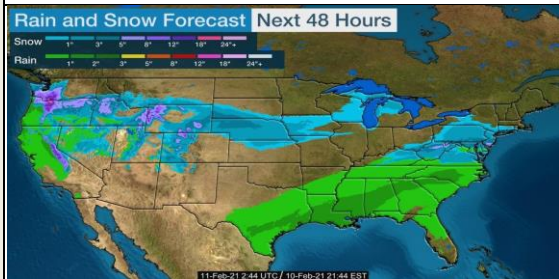 Rain and Snow Forecast Next 48 Hours
Snow
1" 3" 5" 8" 12" 18" 24"+
Rain
1" 2" 3" 5" 8" 12" 18" 24"+
11-Feb-21 2:44 UTC / 10-Feb-21 21:44 EST